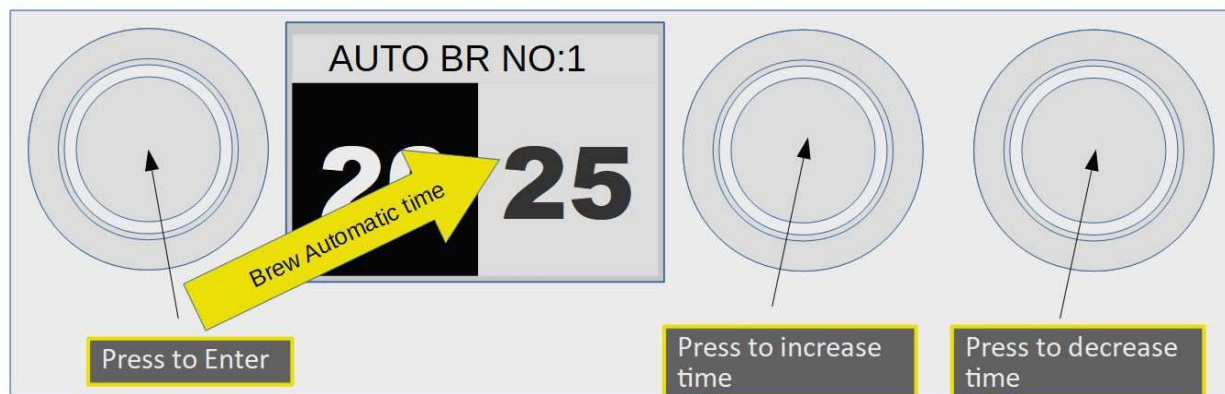 AUTO BR NO:1
25
Brew Automatic time
Press to Enter
Press to increase
time
Press to decrease
time